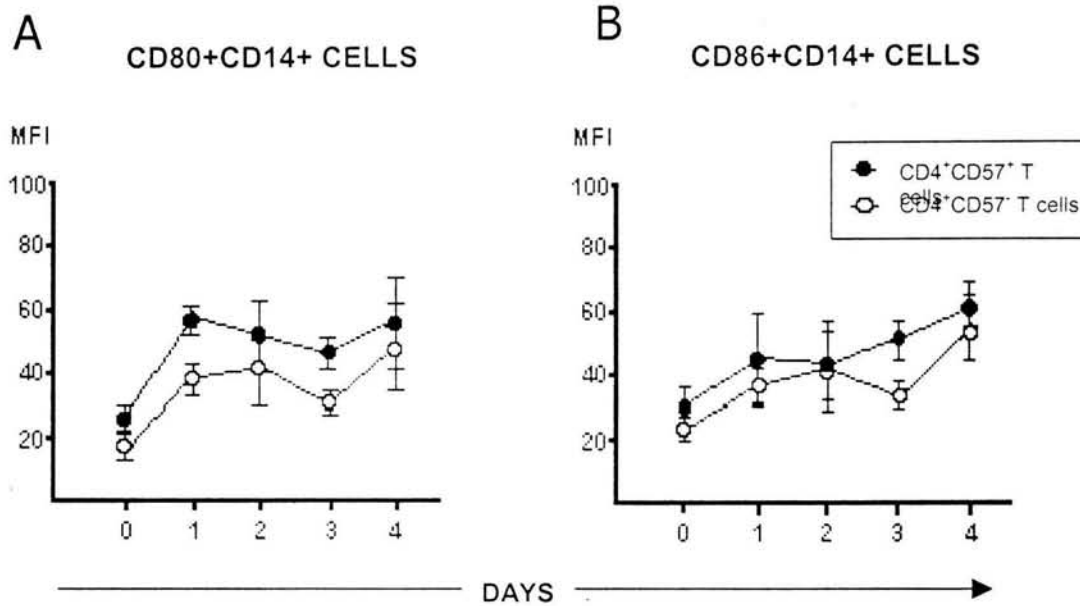 A
CD80+CD14+ CELLS
MFI
100
80
60
40
20
0 1 2 3 4
B
CD86+CD14+ CELLS
MFI
CD4⁺CD57⁺ T
cells
CD4⁺CD57⁻ T cells
100
80
60
40
20
0 1 2 3 4
DAYS